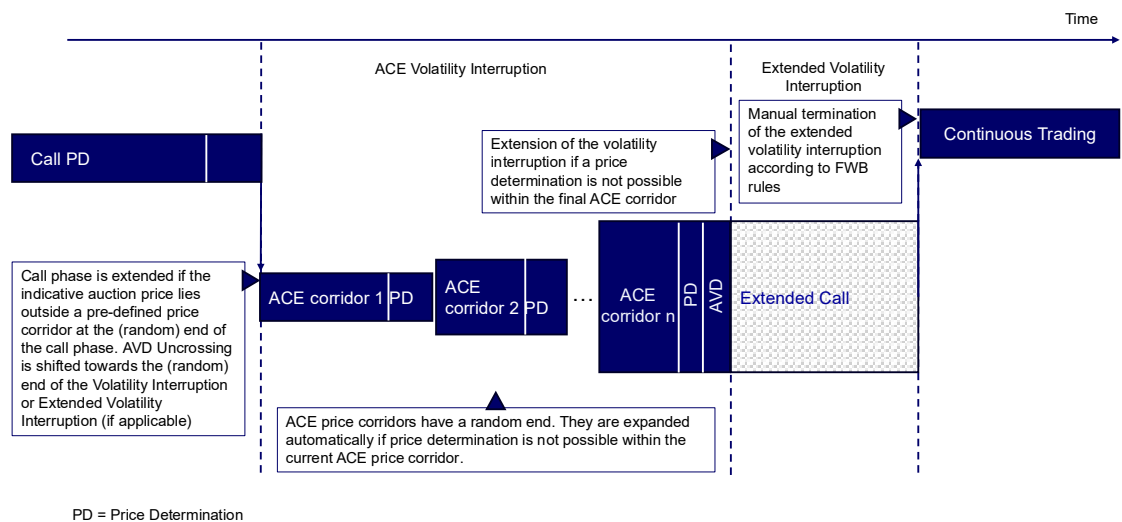 Time
ACE Volatility Interruption
Extended Volatility
Interruption
Call PD
Extension of the volatility
interruption if a price
determination is not possible
within the final ACE corridor
Manual termination
of the extended
volatility interruption
according to FWB
rules
Continuous Trading
Call phase is extended if the
indicative auction price lies
outside a pre-defined price
corridor at the (random) end of
the call phase. AVD Uncrossing
is shifted towards the (random)
end of the Volatility Interruption
or Extended Volatility
Interruption (if applicable)
ACE corridor 1
PD
ACE
corridor 2
PD
...
ACE
corridor n
PD
AVD
Extended Call
ACE price corridors have a random end. They are expanded
automatically if price determination is not possible within the
current ACE price corridor.
PD = Price Determination